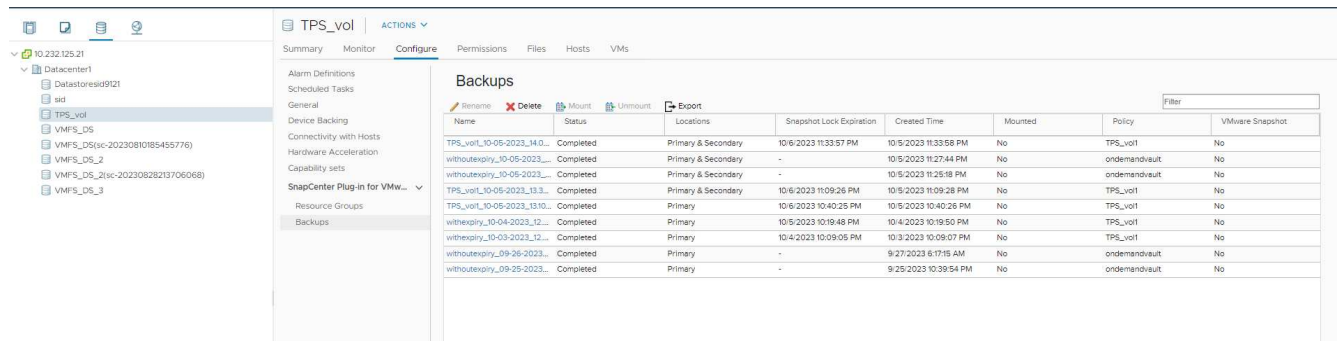 TPS_vol ACTIONS
Summary Monitor Configure Permissions Files Hosts VMs
10.232.125.21
Datacenter1
Datastoresid9121
sid
TPS_vol
VMFS_DS
VMFS_DS(sc-20230810185455776)
VMFS_DS_2
VMFS_DS_2(sc-20230828213706068)
VMFS_DS_3
Alarm Definitions
Scheduled Tasks
General
Device Backing
Connectivity with Hosts
Hardware Acceleration
Capability sets
SnapCenter Plug-in for VMw...
Resource Groups
Backups
Backups
Rename Delete Mount Unmount Export Filter
Name Status Locations Snapshot Lock Expiration Created Time Mounted Policy VMware Snapshot
TPS_vol1_10-05-2023_14.0... Completed Primary & Secondary 10/6/2023 11:33:57 PM 10/5/2023 11:33:58 PM No TPS_vol1 No
withoutexpiry_10-05-2023_... Completed Primary & Secondary - 10/5/2023 11:27:44 PM No ondemandvault No
withoutexpiry_10-05-2023_... Completed Primary & Secondary - 10/5/2023 11:25:18 PM No ondemandvault No
TPS_vol1_10-05-2023_13.3... Completed Primary & Secondary 10/6/2023 11:09:26 PM 10/5/2023 11:09:28 PM No TPS_vol1 No
TPS_vol1_10-05-2023_13.10... Completed Primary 10/6/2023 10:40:25 PM 10/5/2023 10:40:26 PM No TPS_vol1 No
withexpiry_10-04-2023_12.... Completed Primary 10/5/2023 10:19:48 PM 10/4/2023 10:19:50 PM No TPS_vol1 No
withexpiry_10-03-2023_12.... Completed Primary 10/4/2023 10:09:05 PM 10/3/2023 10:09:07 PM No TPS_vol1 No
withoutexpiry_09-26-2023... Completed Primary - 9/27/2023 6:17:15 AM No ondemandvault No
withoutexpiry_09-25-2023... Completed Primary - 9/25/2023 10:39:54 PM No ondemandvault No